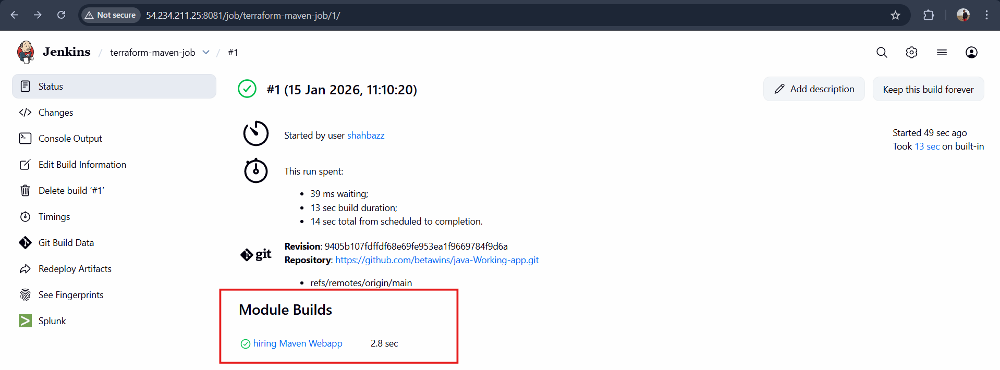 Not secure 54.234.211.25:8081/job/terraform-maven-job/1/
Jenkins / terraform-maven-job / #1
Status
Changes
Console Output
Edit Build Information
Delete build ‘#1’
Timings
Git Build Data
Redeploy Artifacts
See Fingerprints
Splunk
#1 (15 Jan 2026, 11:10:20)
Add description
Keep this build forever
Started by user shahbazz
Started 49 sec ago
Took 13 sec on built-in
This run spent:
• 39 ms waiting;
• 13 sec build duration;
• 14 sec total from scheduled to completion.
git
Revision: 9405b107fdffdf68e69fe953ea1f9669784f9d6a
Repository: https://github.com/betawins/java-Working-app.git
• refs/remotes/origin/main
Module Builds
hiring Maven Webapp 2.8 sec